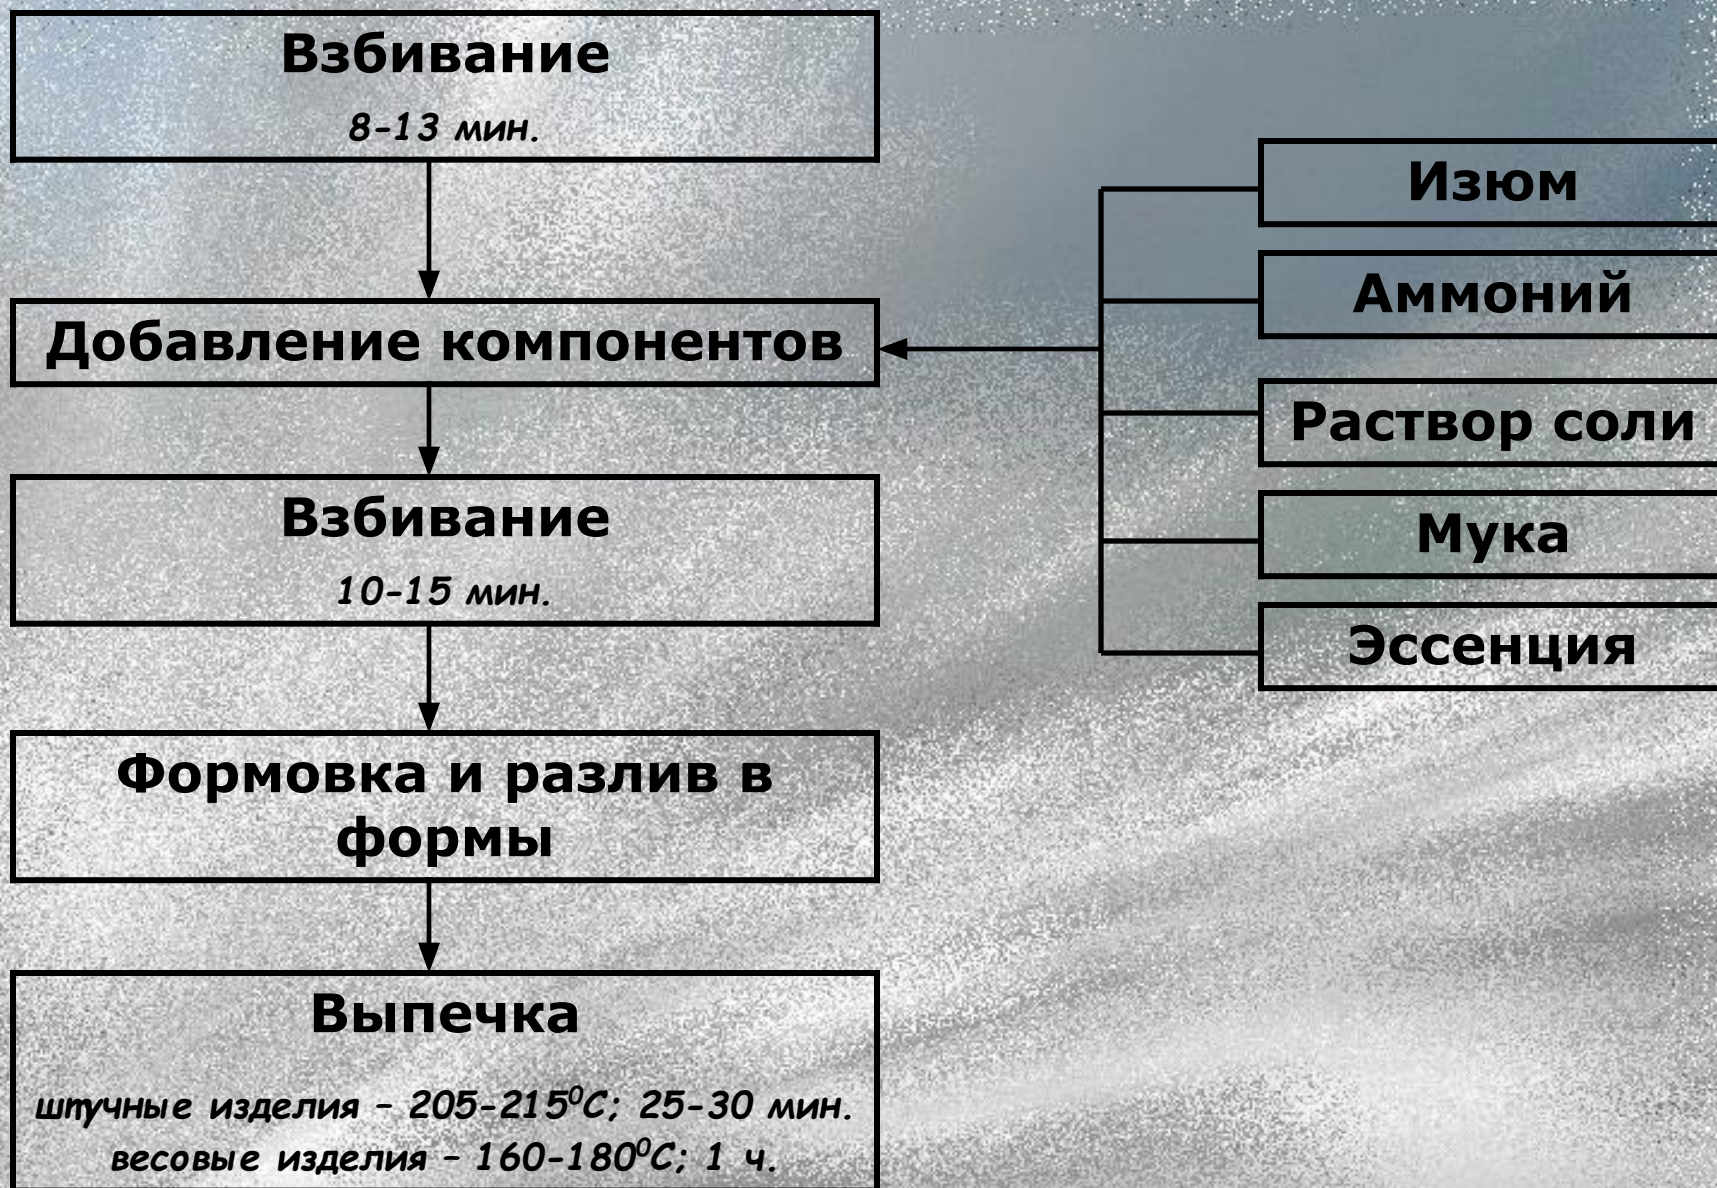 Взбивание
8-13 мин.
Изюм
Аммоний
Добавление компонентов
Раствор соли
Взбивание
10-15 мин.
Мука
Эссенция
Формовка и разлив в
формы
Выпечка
штучные изделия – 205-215⁰С; 25-30 мин.
весовые изделия – 160-180⁰С; 1 ч.